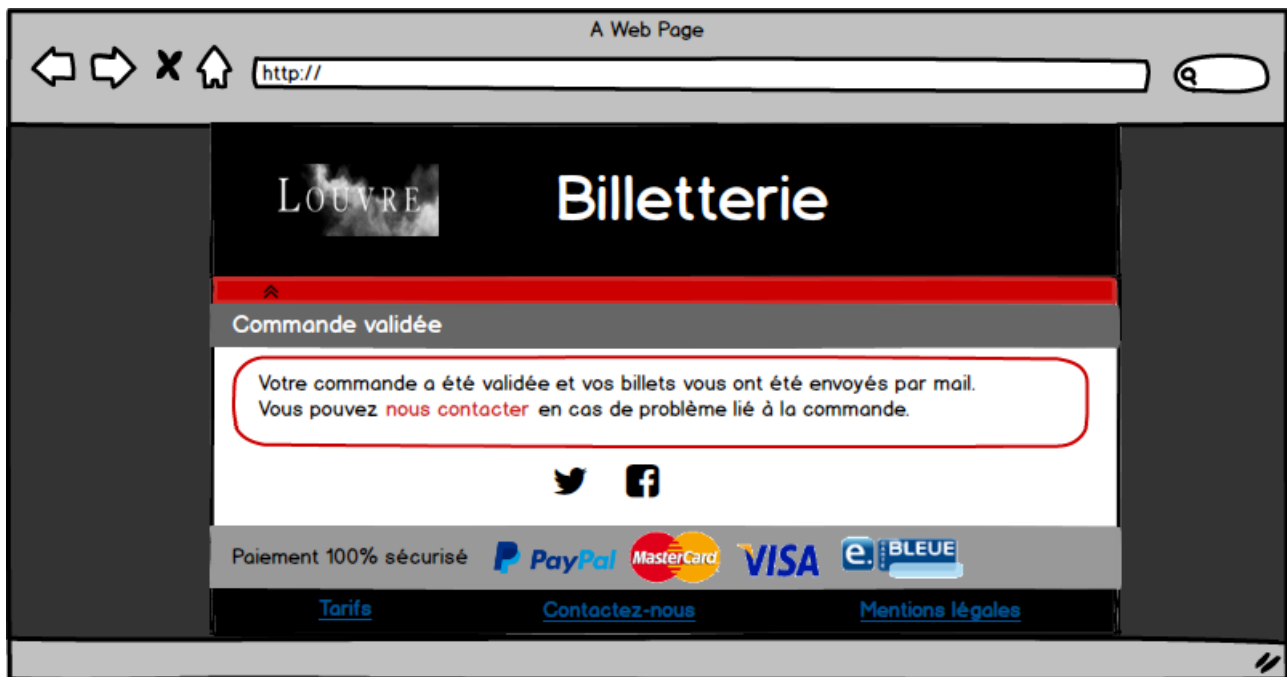 A Web Page
http://
LOUVRE
Billetterie
Commande validée
Votre commande a été validée et vos billets vous ont été envoyés par mail.
Vous pouvez nous contacter en cas de problème lié à la commande.
Paiement 100% sécurisé PayPal MasterCard VISA e. BLEUE
Tarifs Contactez-nous Mentions légales